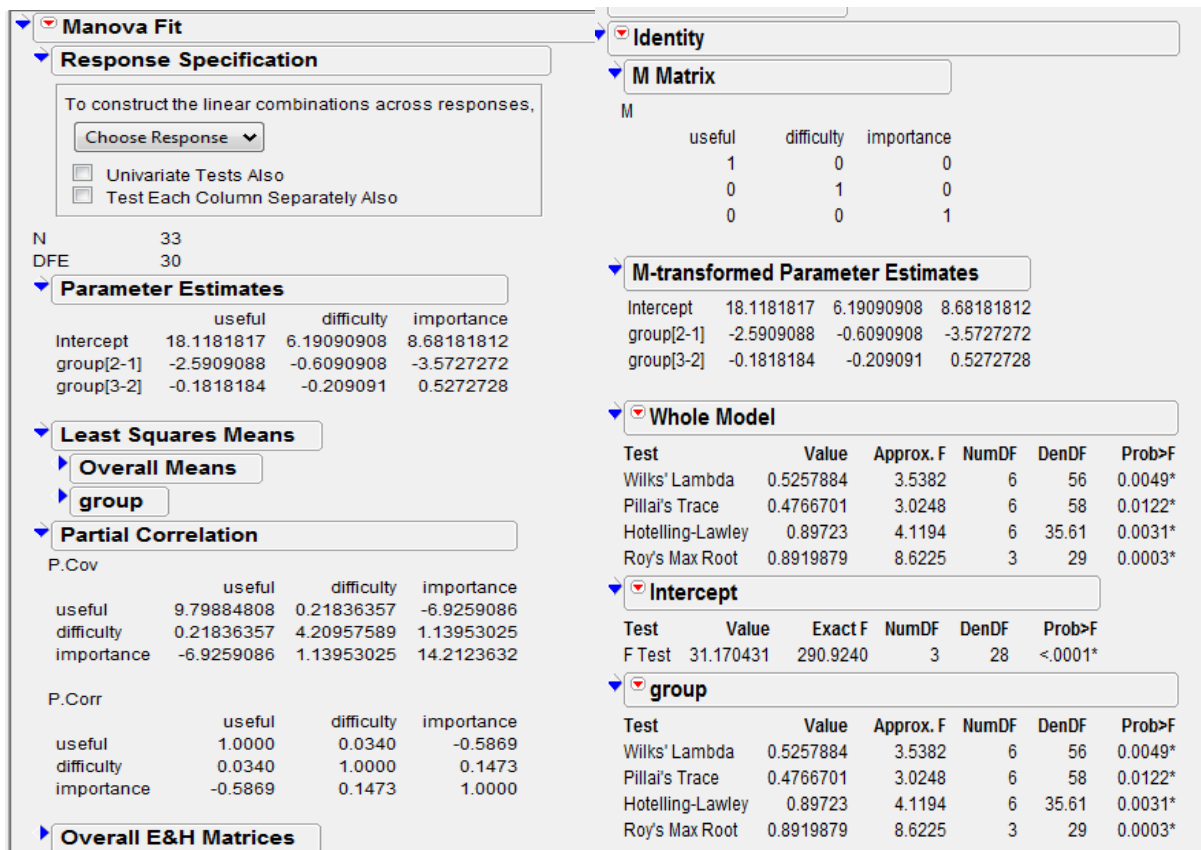 Manova Fit
Response Specification
To construct the linear combinations across responses,
Choose Response
Univariate Tests Also
Test Each Column Separately Also
N 33
DFE 30
Parameter Estimates
useful difficulty importance
Intercept 18.1181817 6.19090908 8.68181812
group[2-1] -2.5909088 -0.6090908 -3.5727272
group[3-2] -0.1818184 -0.209091 0.5272728
Least Squares Means
Overall Means
group
Partial Correlation
P.Cov
useful difficulty importance
useful 9.79884808 0.21836357 -6.9259086
difficulty 0.21836357 4.20957589 1.13953025
importance -6.9259086 1.13953025 14.2123632
P.Corr
useful difficulty importance
useful 1.0000 0.0340 -0.5869
difficulty 0.0340 1.0000 0.1473
importance -0.5869 0.1473 1.0000
Overall E&H Matrices
Identity
M Matrix
M
useful difficulty importance
1 0 0
0 1 0
0 0 1
M-transformed Parameter Estimates
Intercept 18.1181817 6.19090908 8.68181812
group[2-1] -2.5909088 -0.6090908 -3.5727272
group[3-2] -0.1818184 -0.209091 0.5272728
Whole Model
Test Value Approx. F NumDF DenDF Prob>F
Wilks' Lambda 0.5257884 3.5382 6 56 0.0049*
Pillai's Trace 0.4766701 3.0248 6 58 0.0122*
Hotelling-Lawley 0.89723 4.1194 6 35.61 0.0031*
Roy's Max Root 0.8919879 8.6225 3 29 0.0003*
Intercept
Test Value Exact F NumDF DenDF Prob>F
F Test 31.170431 290.9240 3 28 <.0001*
group
Test Value Approx. F NumDF DenDF Prob>F
Wilks' Lambda 0.5257884 3.5382 6 56 0.0049*
Pillai's Trace 0.4766701 3.0248 6 58 0.0122*
Hotelling-Lawley 0.89723 4.1194 6 35.61 0.0031*
Roy's Max Root 0.8919879 8.6225 3 29 0.0003*